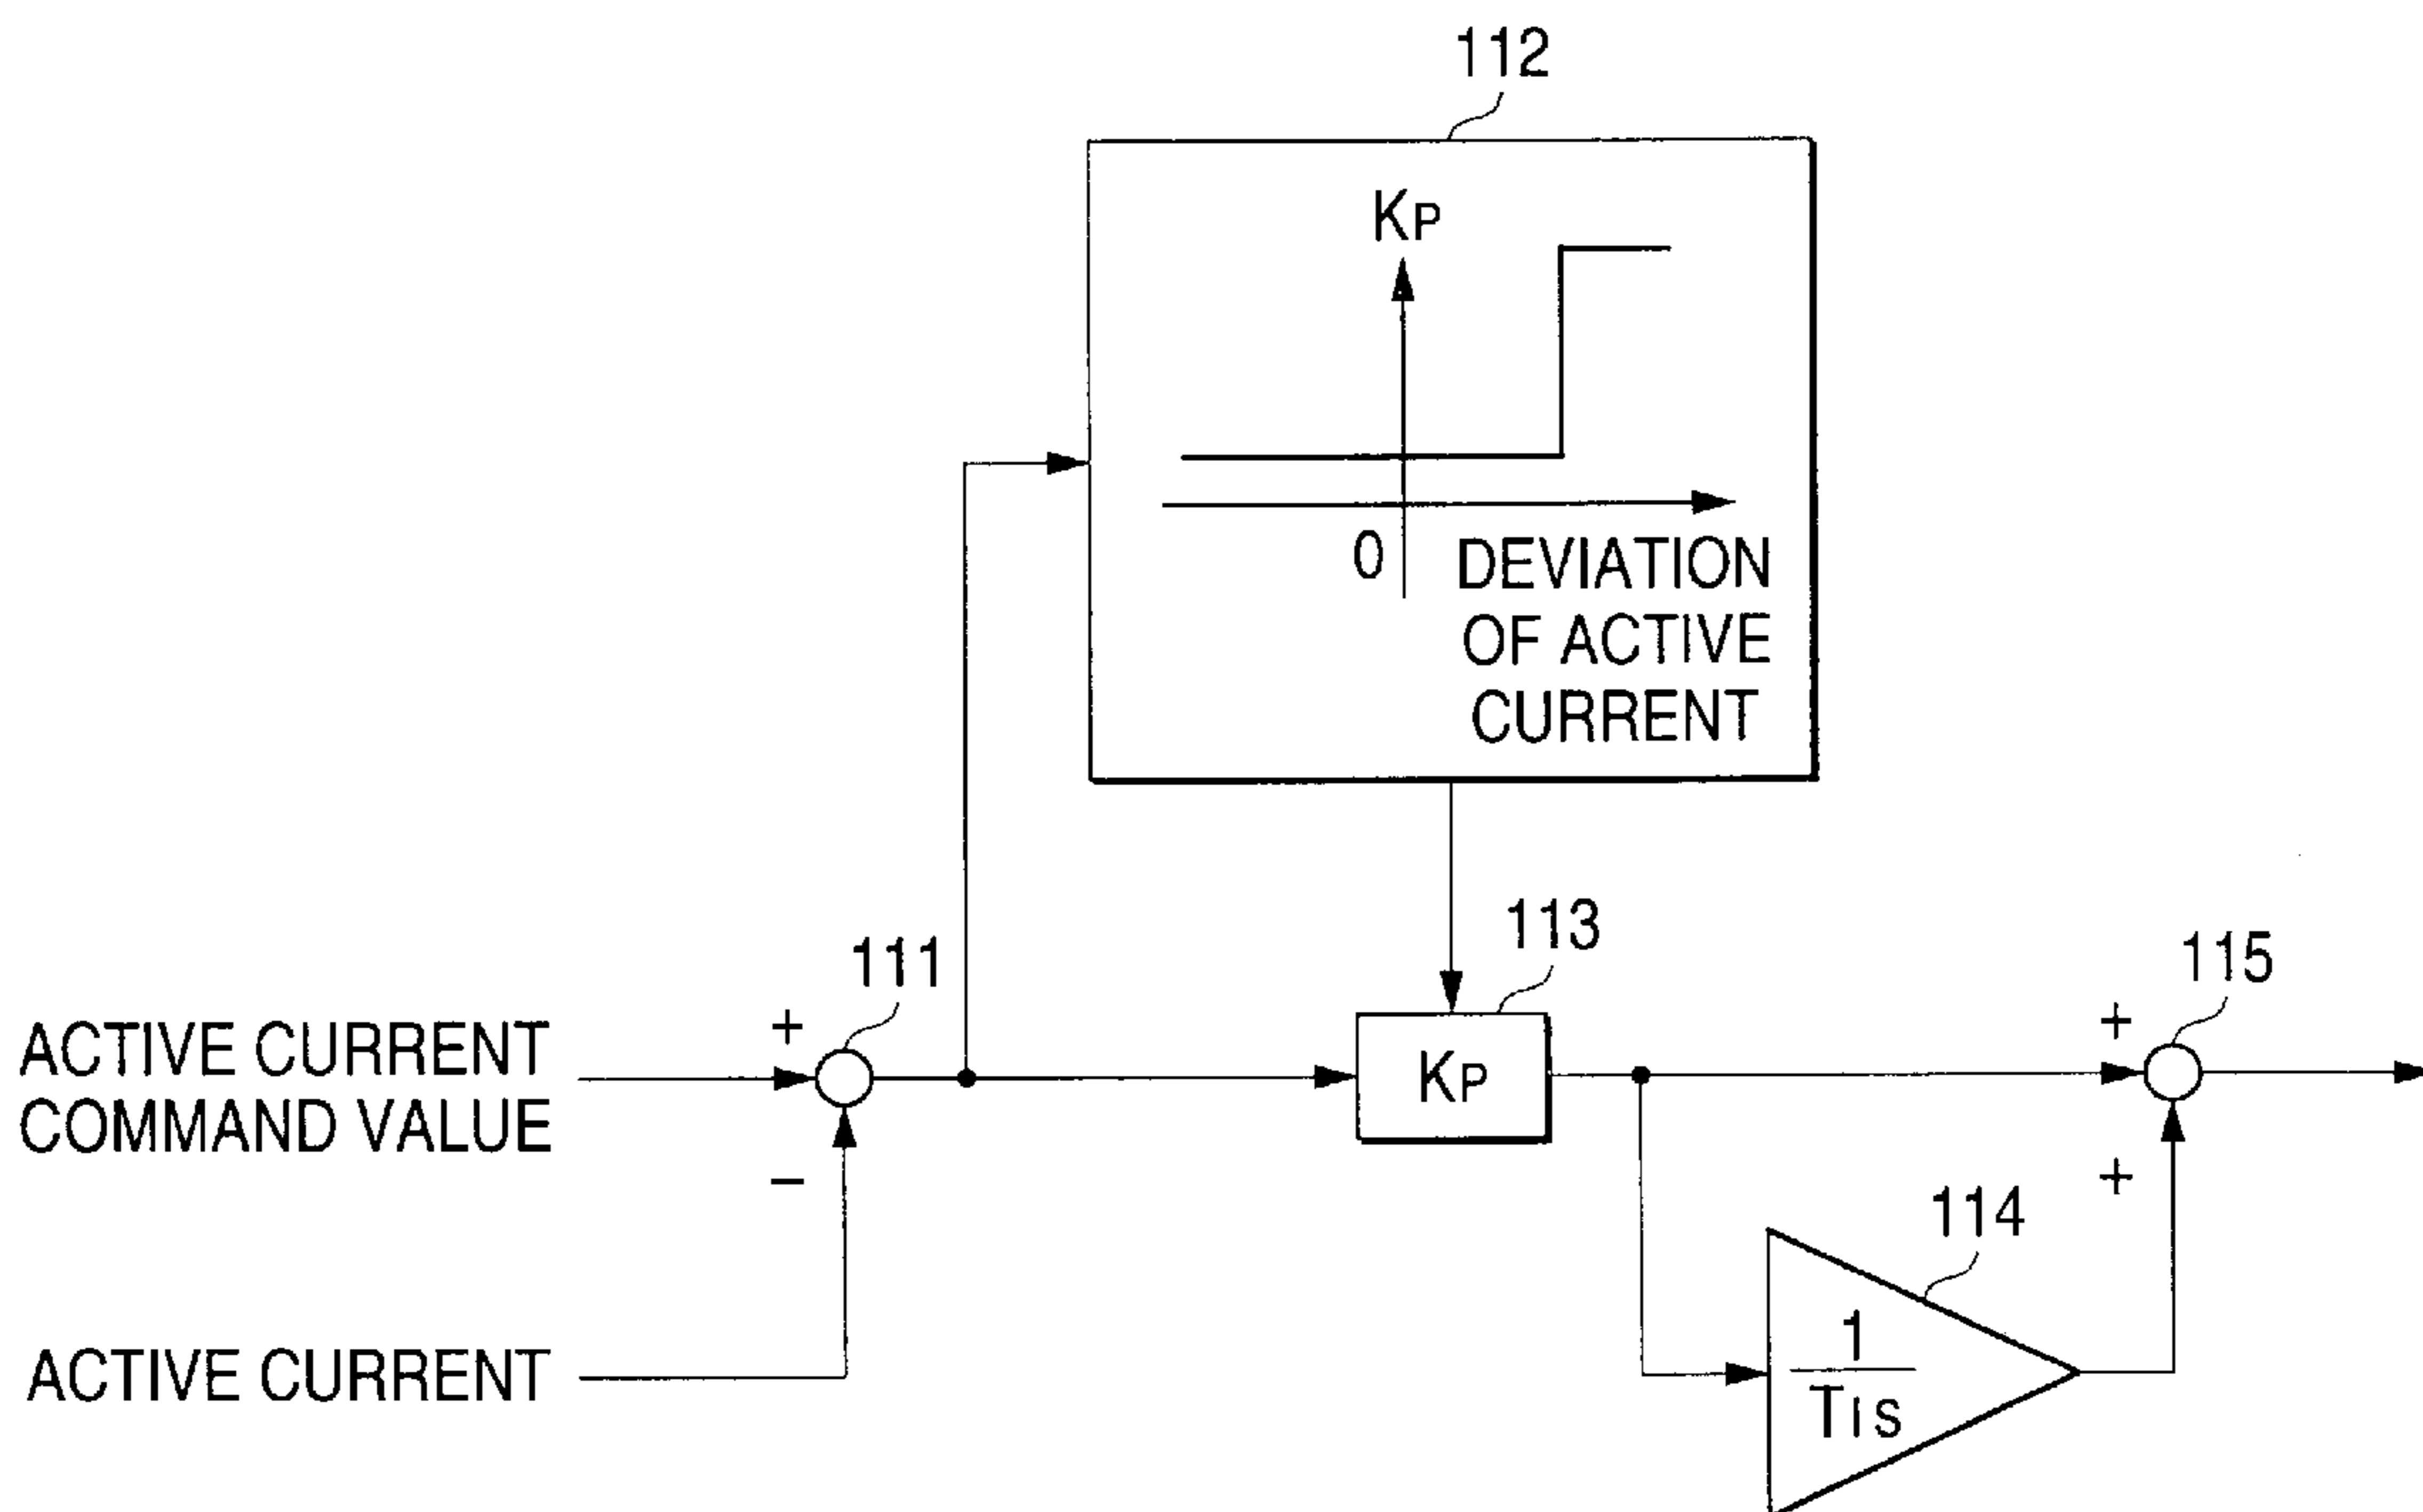 112
KP
0
DEVIATION
OF ACTIVE
CURRENT
111
113
115
+
+
ACTIVE CURRENT
COMMAND VALUE
KP
−
+
114
1
TIS
ACTIVE CURRENT